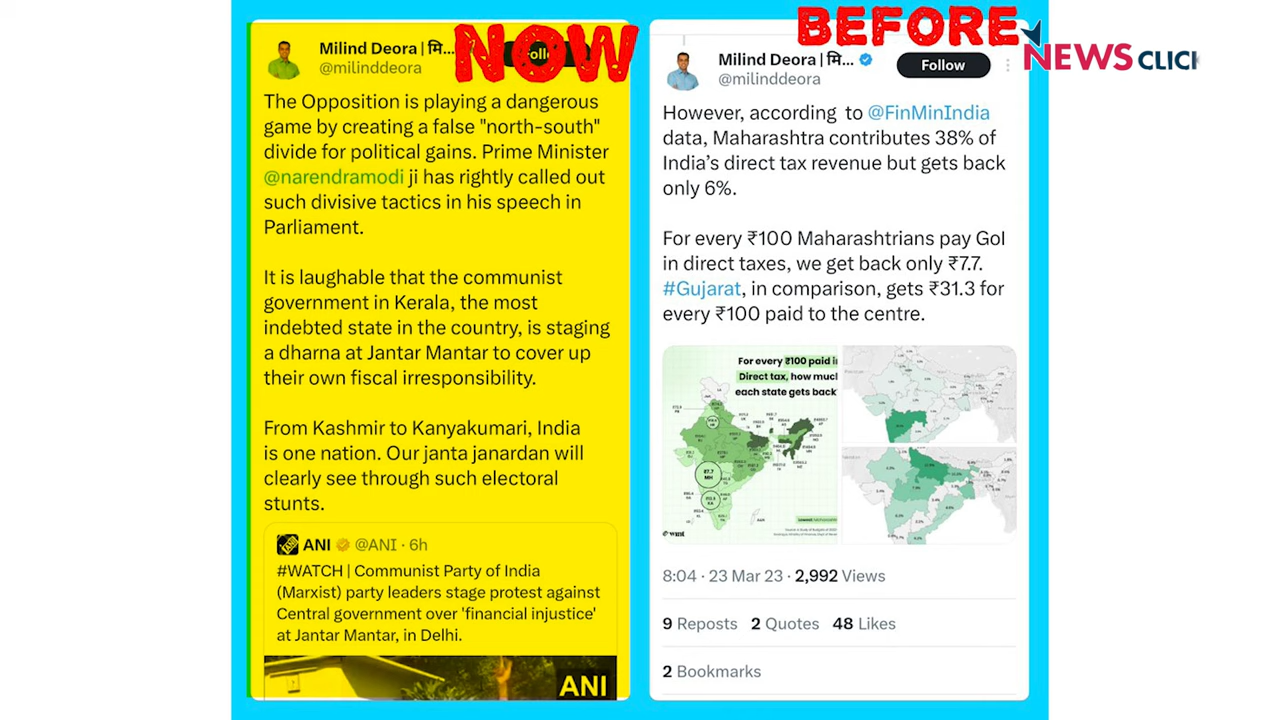 NOW
Milind Deora | मि...
@milinddeora
The Opposition is playing a dangerous
game by creating a false "north-south"
divide for political gains. Prime Minister
@narendramodi ji has rightly called out
such divisive tactics in his speech in
Parliament.
It is laughable that the communist
government in Kerala, the most
indebted state in the country, is staging
a dharna at Jantar Mantar to cover up
their own fiscal irresponsibility.
From Kashmir to Kanyakumari, India
is one nation. Our janta janardan will
clearly see through such electoral
stunts.
ANI @ANI · 6h
#WATCH | Communist Party of India
(Marxist) party leaders stage protest against
Central government over 'financial injustice'
at Jantar Mantar, in Delhi.
ANI
BEFORE
NEWS CLICK
Milind Deora | मि...
Follow
@milinddeora
However, according to @FinMinIndia
data, Maharashtra contributes 38% of
India's direct tax revenue but gets back
only 6%.
For every ₹100 Maharashtrians pay GoI
in direct taxes, we get back only ₹7.7.
#Gujarat, in comparison, gets ₹31.3 for
every ₹100 paid to the centre.
For every ₹100 paid i
Direct tax, how mucl
each state gets back
₹7.7
MH
8:04 · 23 Mar 23 · 2,992 Views
9 Reposts 2 Quotes 48 Likes
2 Bookmarks